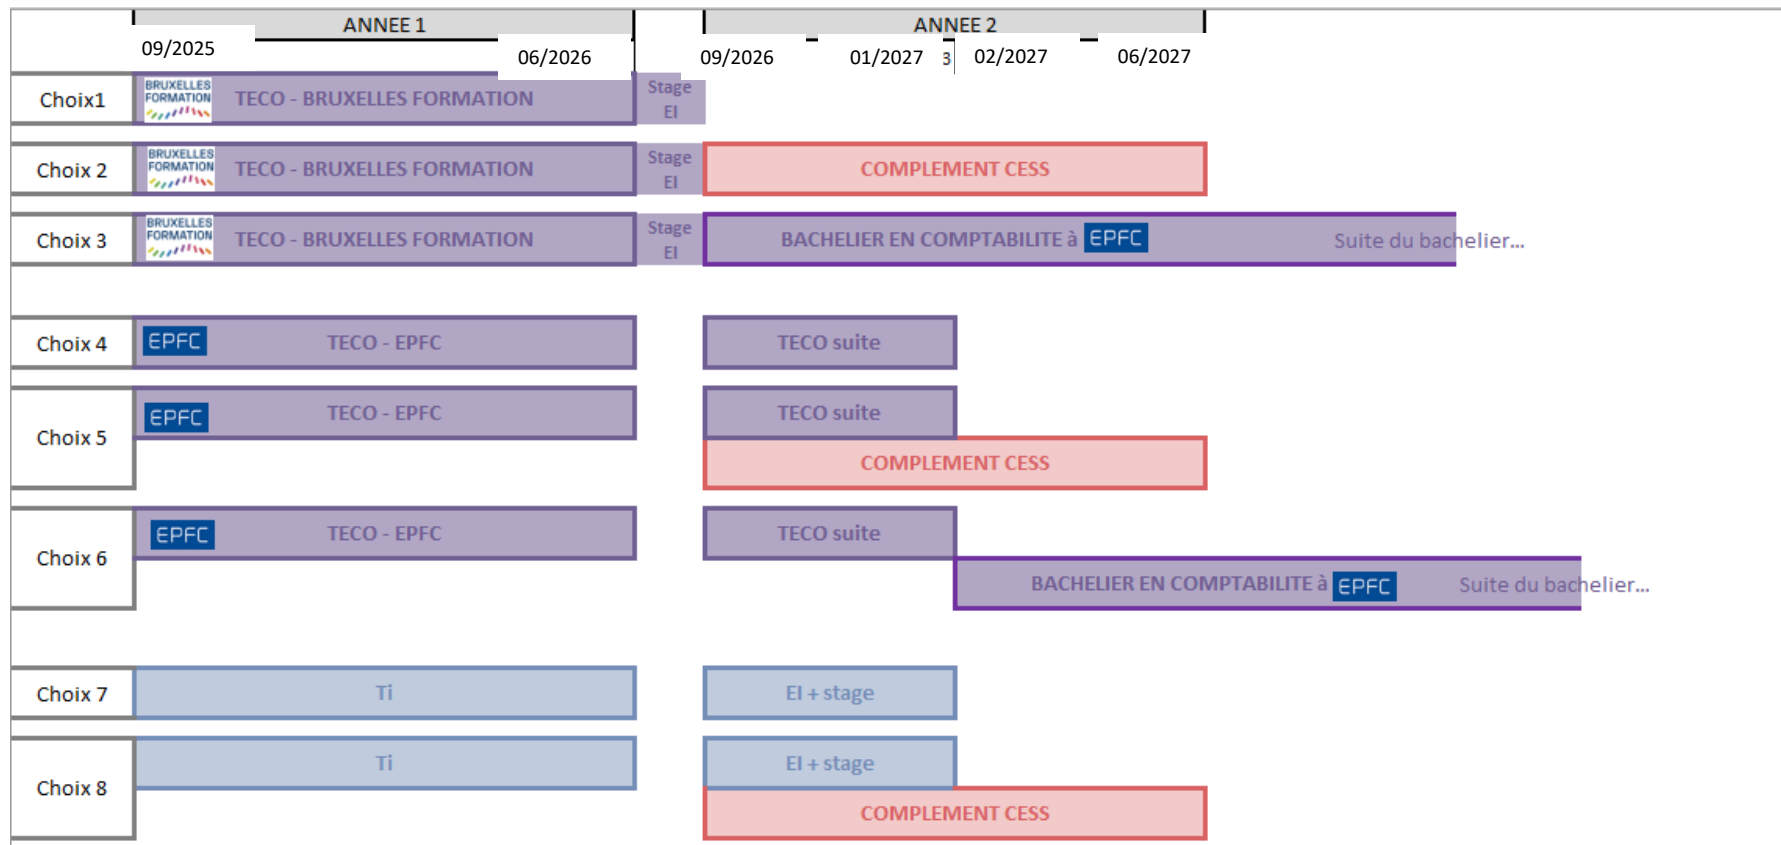 ANNEE 1
ANNEE 2
09/2025
06/2026
09/2026
01/2027
3
02/2027
06/2027
Choix1
BRUXELLES
FORMATION
TECO - BRUXELLES FORMATION
Stage
EI
Choix 2
BRUXELLES
FORMATION
TECO - BRUXELLES FORMATION
Stage
EI
COMPLEMENT CESS
Choix 3
BRUXELLES
FORMATION
TECO - BRUXELLES FORMATION
Stage
EI
BACHELIER EN COMPTABILITE à EPFC
Suite du bachelier...
Choix 4
EPFC
TECO - EPFC
TECO suite
Choix 5
EPFC
TECO - EPFC
TECO suite
COMPLEMENT CESS
Choix 6
EPFC
TECO - EPFC
TECO suite
BACHELIER EN COMPTABILITE à EPFC
Suite du bachelier...
Choix 7
Ti
EI + stage
Choix 8
Ti
EI + stage
COMPLEMENT CESS